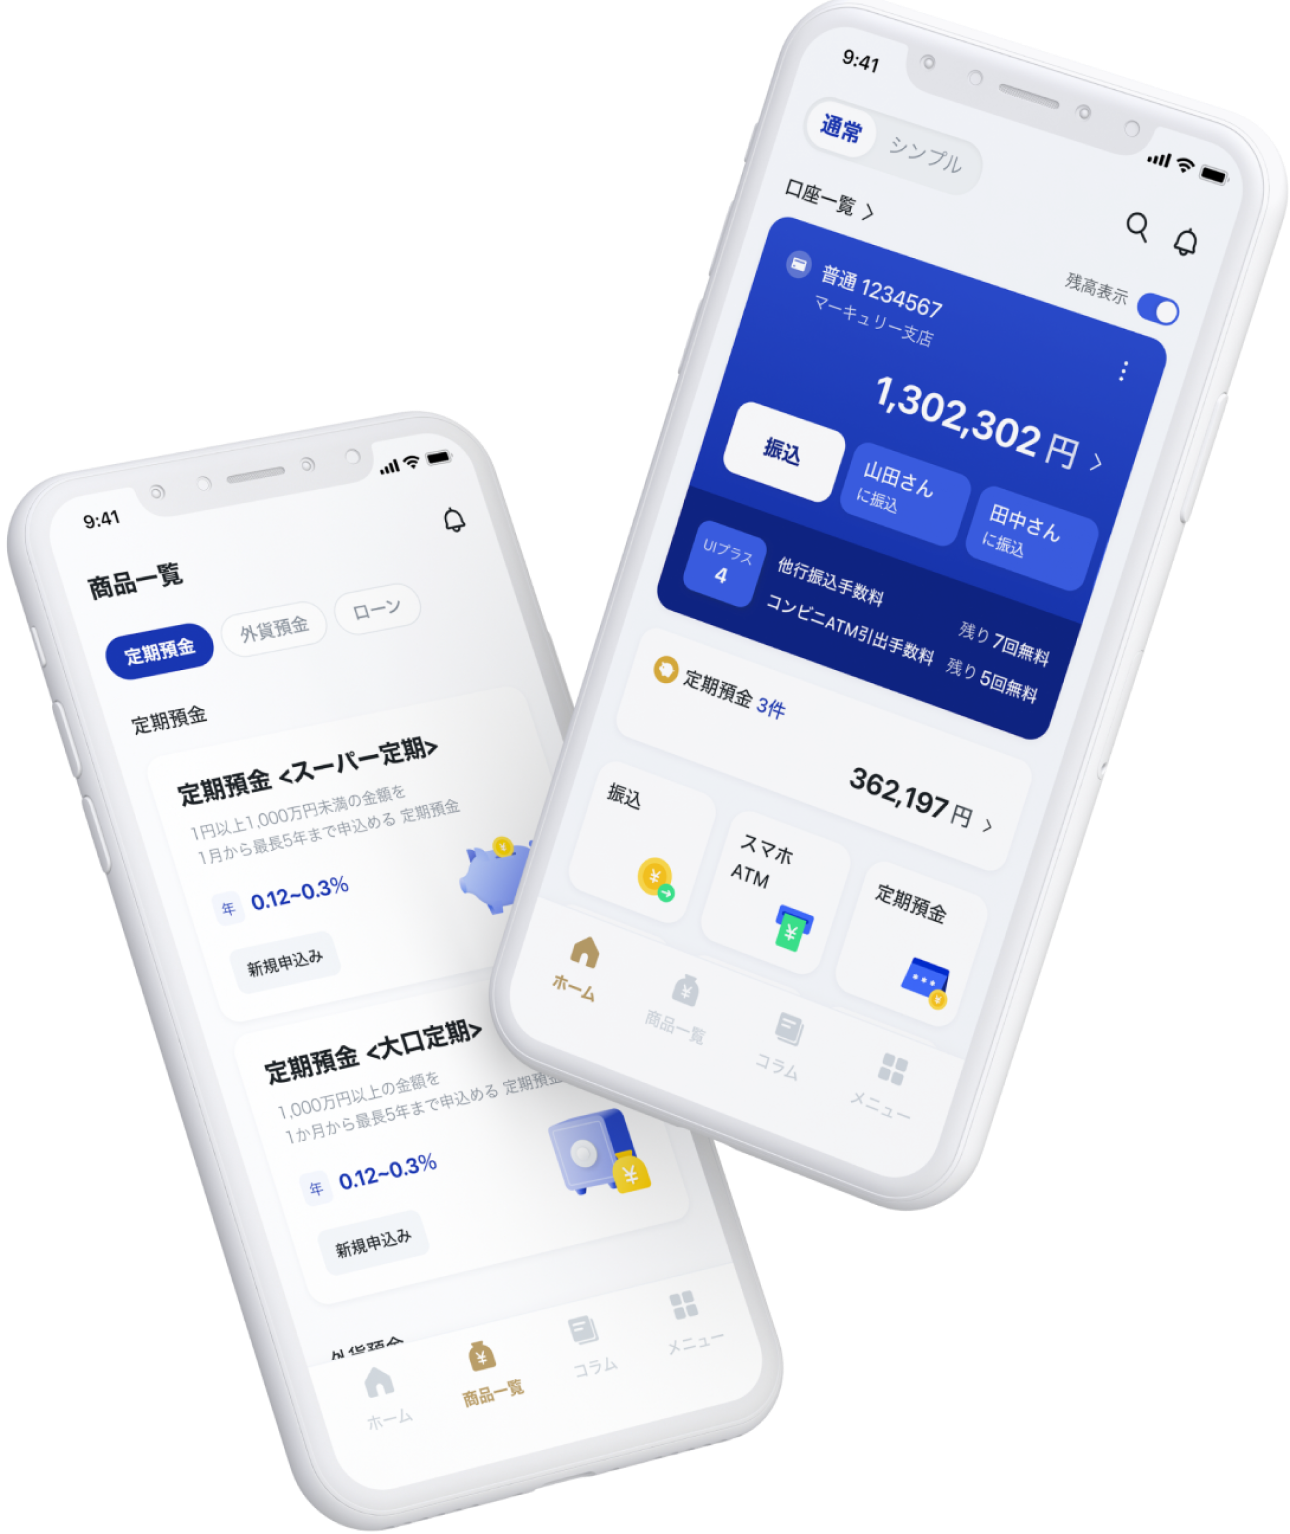 9:41
商品一覧
定期預金
外貨預金
ローン
定期預金
定期預金 <スーパー定期>
1円以上1,000万円未満の金額を
1月から最長5年まで申込める 定期預金
年 0.12~0.3%
新規申込み
定期預金 <大口定期>
1,000万円以上の金額を
1か月から最長5年まで申込める 定期預金
年 0.12~0.3%
新規申込み
外貨預金
ホーム
商品一覧
コラム
メニュー
9:41
通常
シンプル
口座一覧
残高表示
普通 1234567
マーキュリー支店
1,302,302 円
振込
山田さん
に振込
田中さん
に振込
UIプラス
4
他行振込手数料 残り 7回無料
コンビニATM引出手数料 残り 5回無料
定期預金 3件
362,197 円
振込
スマホ
ATM
定期預金
ホーム
商品一覧
コラム
メニュー